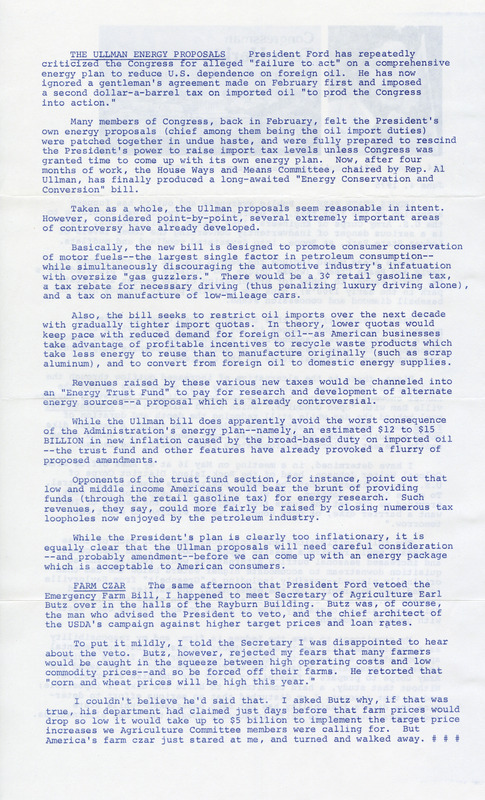 THE ULLMAN ENERGY PROPOSALS President Ford has repeatedly
criticized the Congress for alleged "failure to act" on a comprehensive
energy plan to reduce U.S. dependence on foreign oil. He has now
ignored a gentleman's agreement made on February first and imposed
a second dollar-a-barrel tax on imported oil "to prod the Congress
into action."
Many members of Congress, back in February, felt the President's
own energy proposals (chief among them being the oil import duties)
were patched together in undue haste, and were fully prepared to rescind
the President's power to raise import tax levels unless Congress was
granted time to come up with its own energy plan. Now, after four
months of work, the House Ways and Means Committee, chaired by Rep. Al
Ullman, has finally produced a long-awaited "Energy Conservation and
Conversion" bill.
Taken as a whole, the Ullman proposals seem reasonable in intent.
However, considered point-by-point, several extremely important areas
of controversy have already developed.
Basically, the new bill is designed to promote consumer conservation
of motor fuels--the largest single factor in petroleum consumption--
while simultaneously discouraging the automotive industry's infatuation
with oversize "gas guzzlers." There would be a 3¢ retail gasoline tax,
a tax rebate for necessary driving (thus penalizing luxury driving alone),
and a tax on manufacture of low-mileage cars.
Also, the bill seeks to restrict oil imports over the next decade
with gradually tighter import quotas. In theory, lower quotas would
keep pace with reduced demand for foreign oil--as American businesses
take advantage of profitable incentives to recycle waste products which
take less energy to reuse than to manufacture originally (such as scrap
aluminum), and to convert from foreign oil to domestic energy supplies.
Revenues raised by these various new taxes would be channeled into
an "Energy Trust Fund" to pay for research and development of alternate
energy sources--a proposal which is already controversial.
While the Ullman bill does apparently avoid the worst consequence
of the Administration's energy plan--namely, an estimated $12 to $15
BILLION in new inflation caused by the broad-based duty on imported oil
--the trust fund and other features have already provoked a flurry of
proposed amendments.
Opponents of the trust fund section, for instance, point out that
low and middle income Americans would bear the brunt of providing
funds (through the retail gasoline tax) for energy research. Such
revenues, they say, could more fairly be raised by closing numerous tax
loopholes now enjoyed by the petroleum industry.
While the President's plan is clearly too inflationary, it is
equally clear that the Ullman proposals will need careful consideration
--and probably amendment--before we can come up with an energy package
which is acceptable to American consumers.
FARM CZAR The same afternoon that President Ford vetoed the
Emergency Farm Bill, I happened to meet Secretary of Agriculture Earl
Butz over in the halls of the Rayburn Building. Butz was, of course,
the man who advised the President to veto, and the chief architect of
the USDA's campaign against higher target prices and loan rates.
To put it mildly, I told the Secretary I was disappointed to hear
about the veto. Butz, however, rejected my fears that many farmers
would be caught in the squeeze between high operating costs and low
commodity prices--and so be forced off their farms. He retorted that
"corn and wheat prices will be high this year."
I couldn't believe he'd said that. I asked Butz why, if that was
true, his department had claimed just days before that farm prices would
drop so low it would take up to $5 billion to implement the target price
increases we Agriculture Committee members were calling for. But
America's farm czar just stared at me, and turned and walked away. # # #